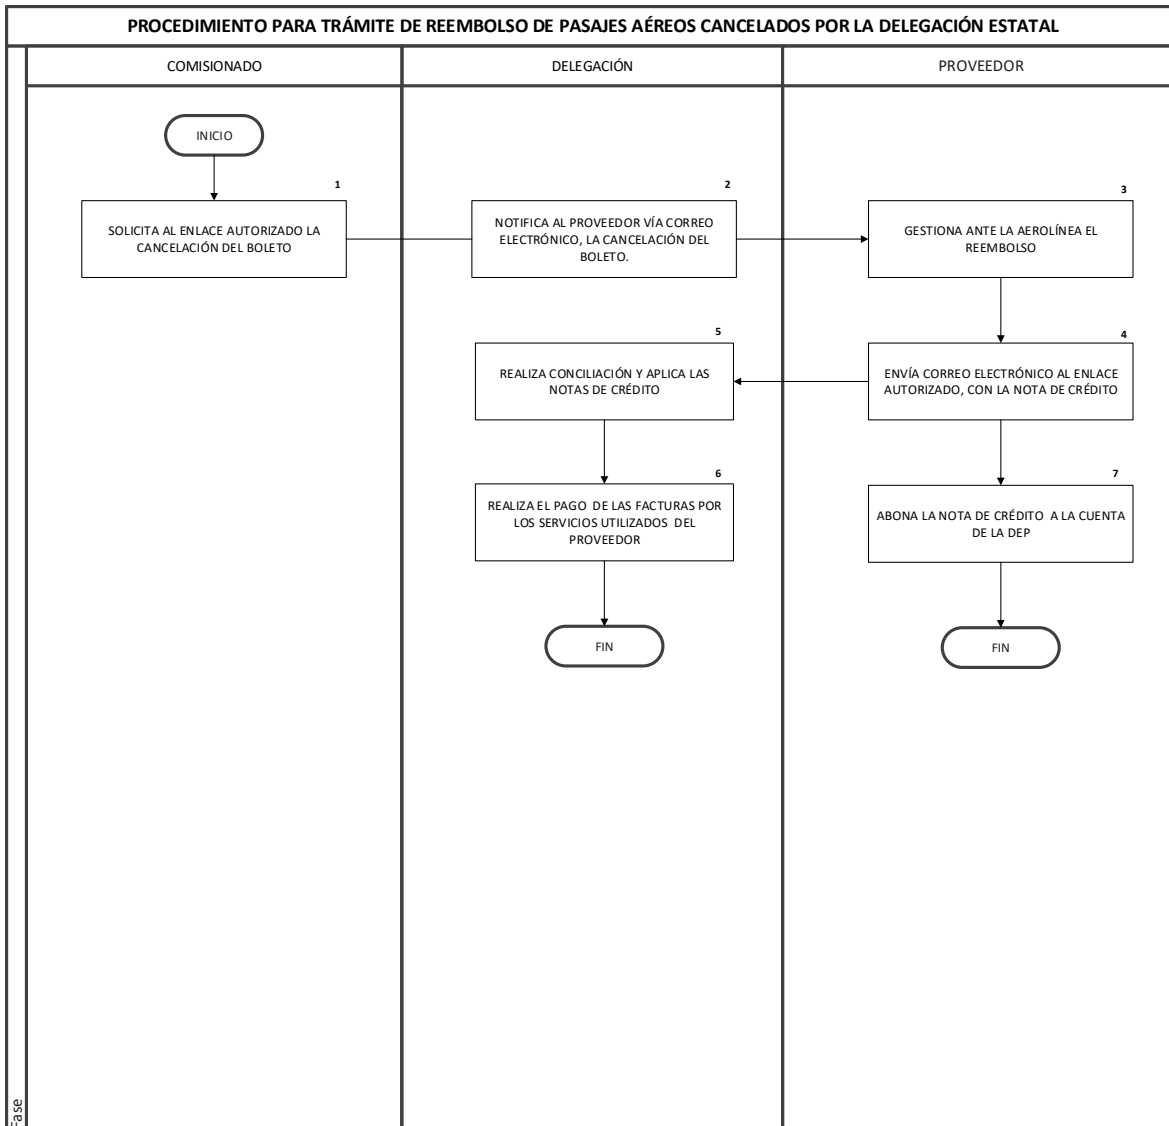 PROCEDIMIENTO PARA TRÁMITE DE REEMBOLSO DE PASAJES AÉREOS CANCELADOS POR LA DELEGACIÓN ESTATAL
COMISIONADO
DELEGACIÓN
PROVEEDOR
INICIO
1
SOLICITA AL ENLACE AUTORIZADO LA
CANCELACIÓN DEL BOLETO
2
NOTIFICA AL PROVEEDOR VÍA CORREO
ELECTRÓNICO, LA CANCELACIÓN DEL
BOLETO.
3
GESTIONA ANTE LA AEROLÍNEA EL
REEMBOLSO
4
ENVÍA CORREO ELECTRÓNICO AL ENLACE
AUTORIZADO, CON LA NOTA DE CRÉDITO
5
REALIZA CONCILIACIÓN Y APLICA LAS
NOTAS DE CRÉDITO
6
REALIZA EL PAGO DE LAS FACTURAS POR
LOS SERVICIOS UTILIZADOS DEL
PROVEEDOR
7
ABONA LA NOTA DE CRÉDITO A LA CUENTA
DE LA DEP
FIN
FIN
Fase